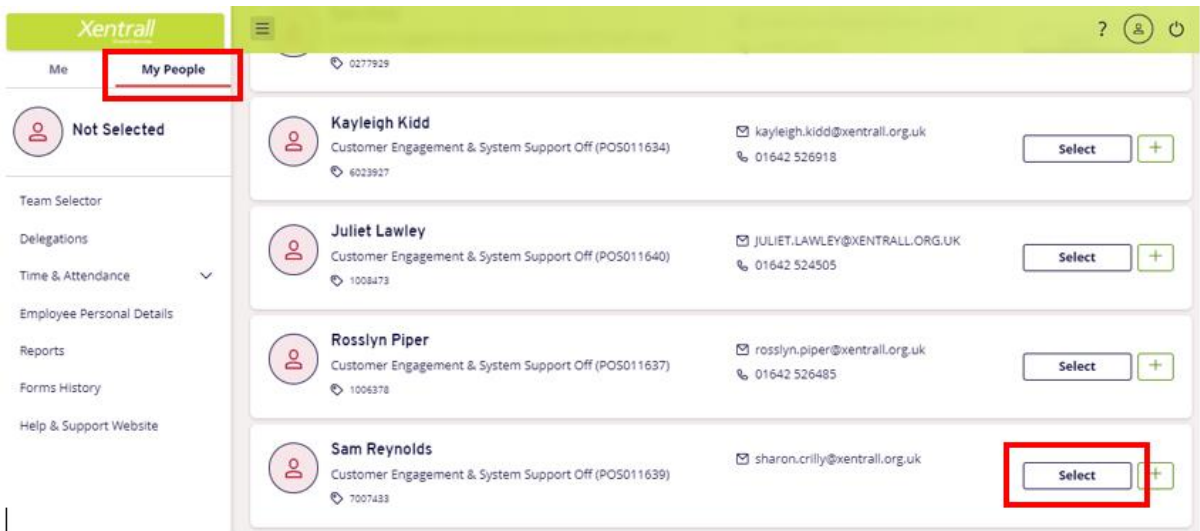 Xentrall
?
Me
My People
Not Selected
Team Selector
Delegations
Time & Attendance
Employee Personal Details
Reports
Forms History
Help & Support Website
0277929
Kayleigh Kidd
Customer Engagement & System Support Off (POS011634)
6023927
kayleigh.kidd@xentrall.org.uk
01642 526918
Select
+
Juliet Lawley
Customer Engagement & System Support Off (POS011640)
1008473
JULIET.LAWLEY@XENTRALL.ORG.UK
01642 524505
Select
+
Rosslyn Piper
Customer Engagement & System Support Off (POS011637)
1006378
rosslyn.piper@xentrall.org.uk
01642 526485
Select
+
Sam Reynolds
Customer Engagement & System Support Off (POS011639)
7007433
sharon.crilly@xentrall.org.uk
Select
+